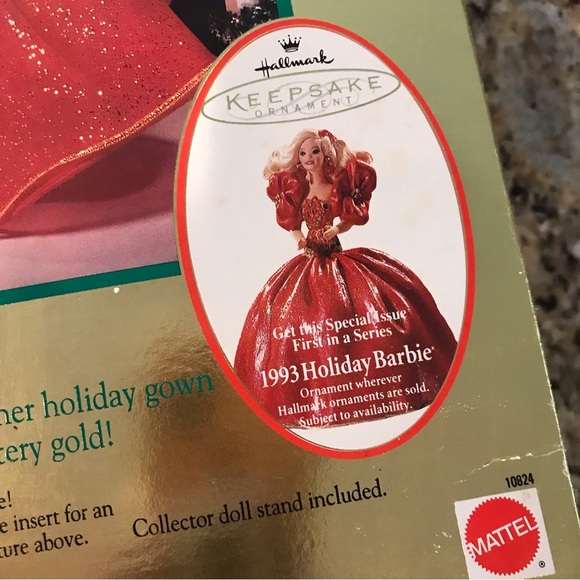 Hallmark
KEEPSAKE
ORNAMENT
Get this Special Issue
First in a Series
1993 Holiday Barbie®
Ornament wherever
Hallmark ornaments are sold.
Subject to availability.
her holiday gown
tery gold!
e!
e insert for an
ture above.
Collector doll stand included.
10824
MATTEL
®